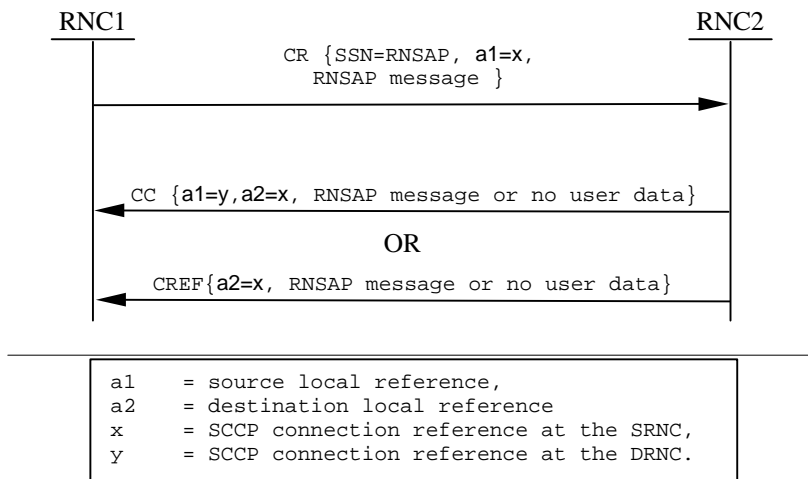 RNC1 RNC2
CR {SSN=RNSAP, a1=x,
RNSAP message }
CC {a1=y,a2=x, RNSAP message or no user data}
OR
CREF{a2=x, RNSAP message or no user data}
a1 = source local reference,
a2 = destination local reference
x = SCCP connection reference at the SRNC,
y = SCCP connection reference at the DRNC.